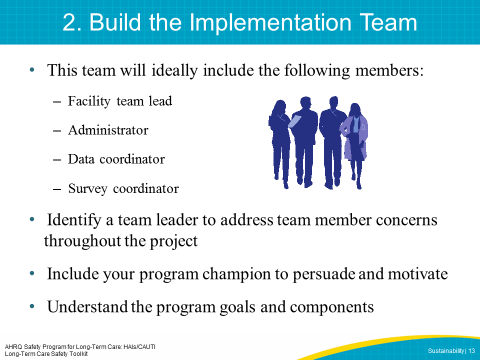 2. Build the Implementation Team
• This team will ideally include the following members:
– Facility team lead
– Administrator
– Data coordinator
– Survey coordinator
• Identify a team leader to address team member concerns
throughout the project
• Include your program champion to persuade and motivate
• Understand the program goals and components
AHRQ Safety Program for Long-Term Care: HAIs/CAUTI
Long-Term Care Safety Toolkit
Sustainability| 13